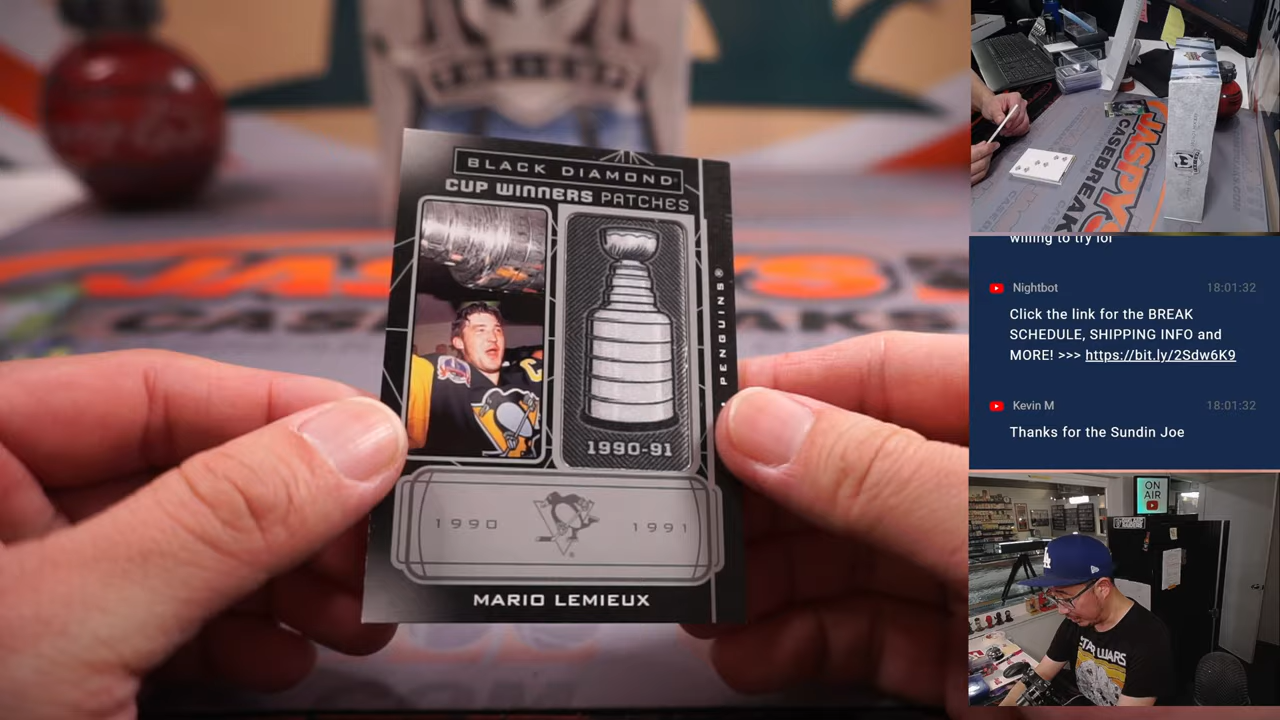 BLACK DIAMOND
CUP WINNERS PATCHES
PENGUINS®
1990-91
1990
1991
MARIO LEMIEUX
JASPY'S
CASEBREAKS
willing to try for
Nightbot 18:01:32
Click the link for the BREAK
SCHEDULE, SHIPPING INFO and
MORE! >>> https://bit.ly/2Sdw6K9
Kevin M 18:01:32
Thanks for the Sundin Joe
ON
AIR
STAR WARS
LA